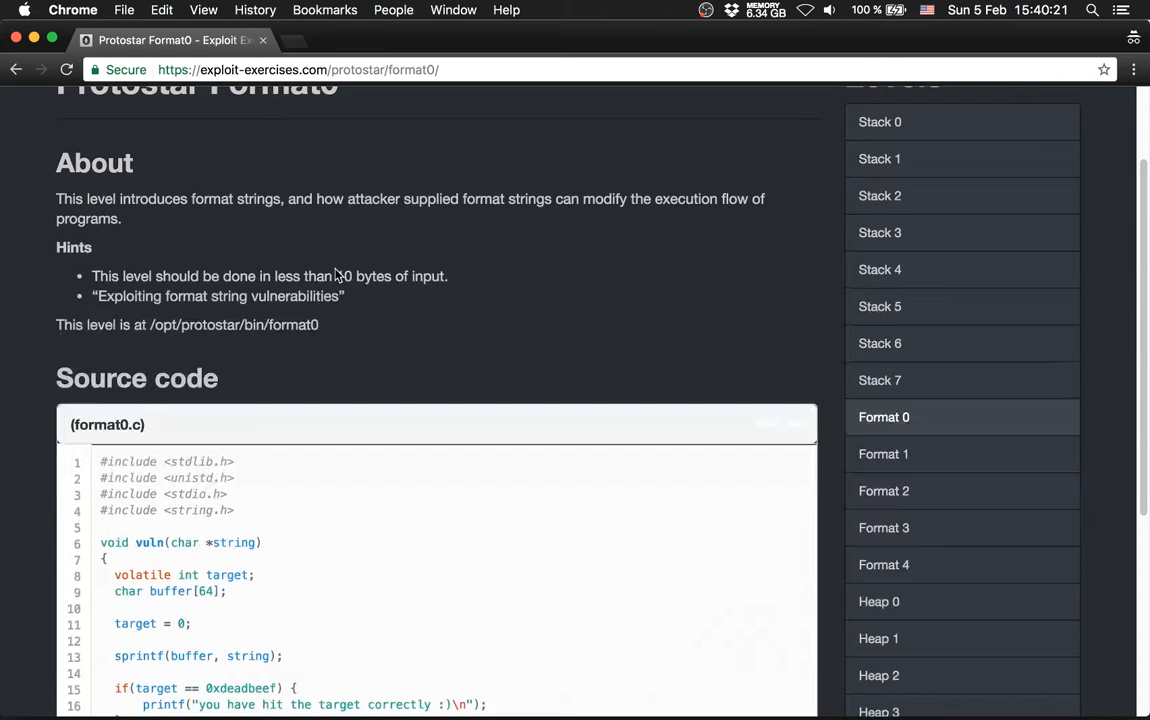 Chrome File Edit View History Bookmarks People Window Help MEMORY 6.34 GB 100 % Sun 5 Feb 15:40:21
Protostar Format0 - Exploit Ex
Secure https://exploit-exercises.com/protostar/format0/
Protostar Format0
Levels
About
This level introduces format strings, and how attacker supplied format strings can modify the execution flow of
programs.
Hints
• This level should be done in less than 0 bytes of input.
• “Exploiting format string vulnerabilities”
This level is at /opt/protostar/bin/format0
Source code
(format0.c)
1 #include <stdlib.h>
2 #include <unistd.h>
3 #include <stdio.h>
4 #include <string.h>
5
6 void vuln(char *string)
7 {
8 volatile int target;
9 char buffer[64];
10
11 target = 0;
12
13 sprintf(buffer, string);
14
15 if(target == 0xdeadbeef) {
16 printf("you have hit the target correctly :)\n");
Stack 0
Stack 1
Stack 2
Stack 3
Stack 4
Stack 5
Stack 6
Stack 7
Format 0
Format 1
Format 2
Format 3
Format 4
Heap 0
Heap 1
Heap 2
Heap 3